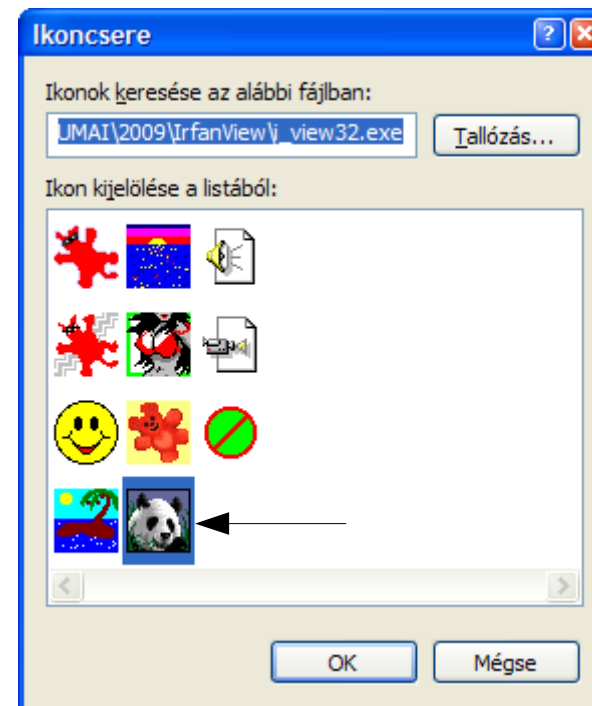 Ikoncsere
Ikonok keresése az alábbi fájlban:
UMAI\2009\IrfanView\i_view32.exe
Tallózás...
Ikon kijelölése a listából:
OK
Mégse